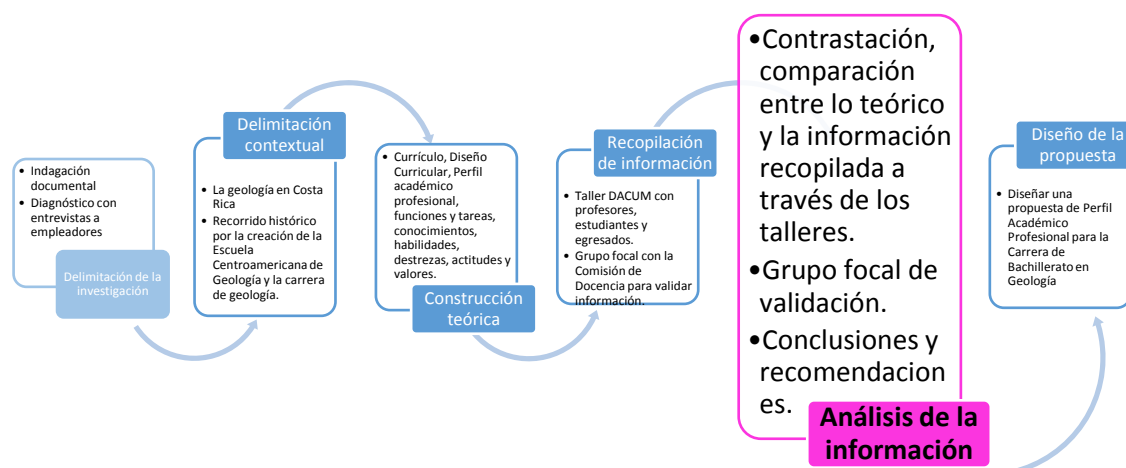 • Indagación
documental
• Diagnóstico con
entrevistas a
empleadores
Delimitación de la
investigación
Delimitación
contextual
• La geología en Costa
Rica
• Recorrido histórico
por la creación de la
Escuela
Centroamericana de
Geología y la carrera
de geología.
• Currículo, Diseño
Curricular, Perfil
académico
profesional,
funciones y tareas,
conocimientos,
habilidades,
destrezas, actitudes y
valores.
Construcción
teórica
Recopilación
de información
• Taller DACUM con
profesores,
estudiantes y
egresados.
• Grupo focal con la
Comisión de
Docencia para validar
información.
•Contrastación,
comparación
entre lo teórico
y la información
recopilada a
través de los
talleres.
•Grupo focal de
validación.
•Conclusiones y
recomendacion
es.
Análisis de la
información
Diseño de la
propuesta
• Diseñar una
propuesta de Perfil
Académico
Profesional para la
Carrera de
Bachillerato en
Geología